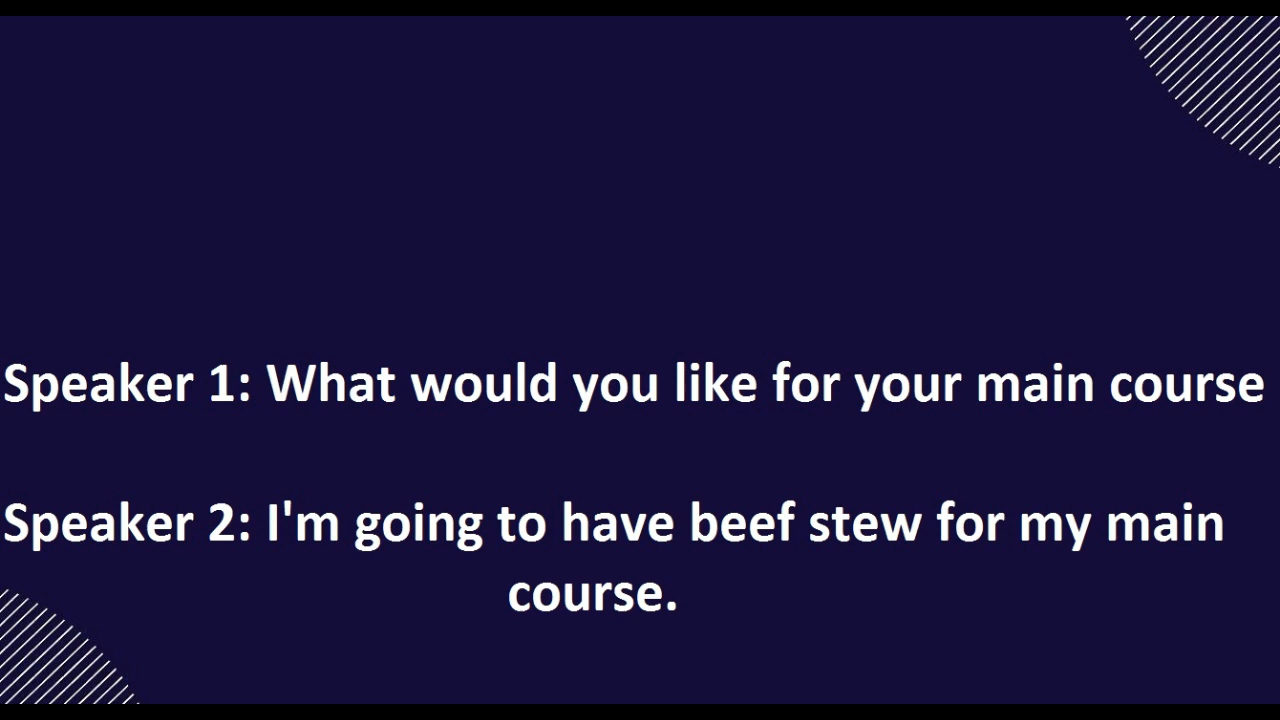 Speaker 1: What would you like for your main course
Speaker 2: I'm going to have beef stew for my main
course.